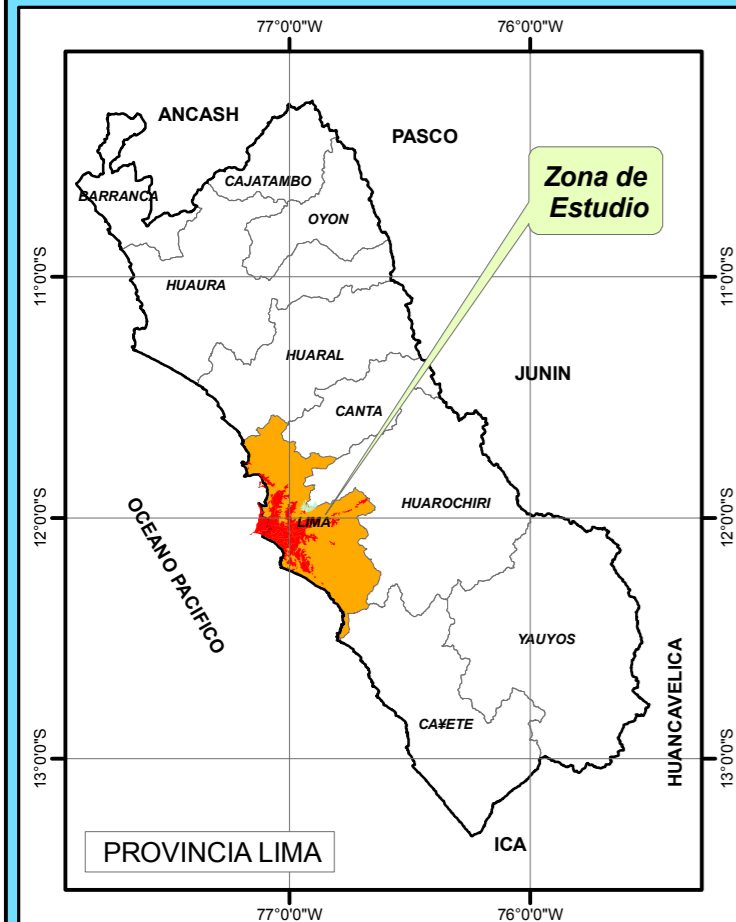 77°0'0"W
76°0'0"W
ANCASH
PASCO
Zona de
Estudio
CAJATAMBO
BARRANCA
OYON
11°0'0"S
11°0'0"S
HUAURA
HUARAL
JUNIN
CANTA
HUAROCHIRI
12°0'0"S
12°0'0"S
LIMA
OCEANO PACIFICO
YAUYOS
HUANCAVELICA
CA¥ETE
13°0'0"S
13°0'0"S
ICA
PROVINCIA LIMA
77°0'0"W
76°0'0"W